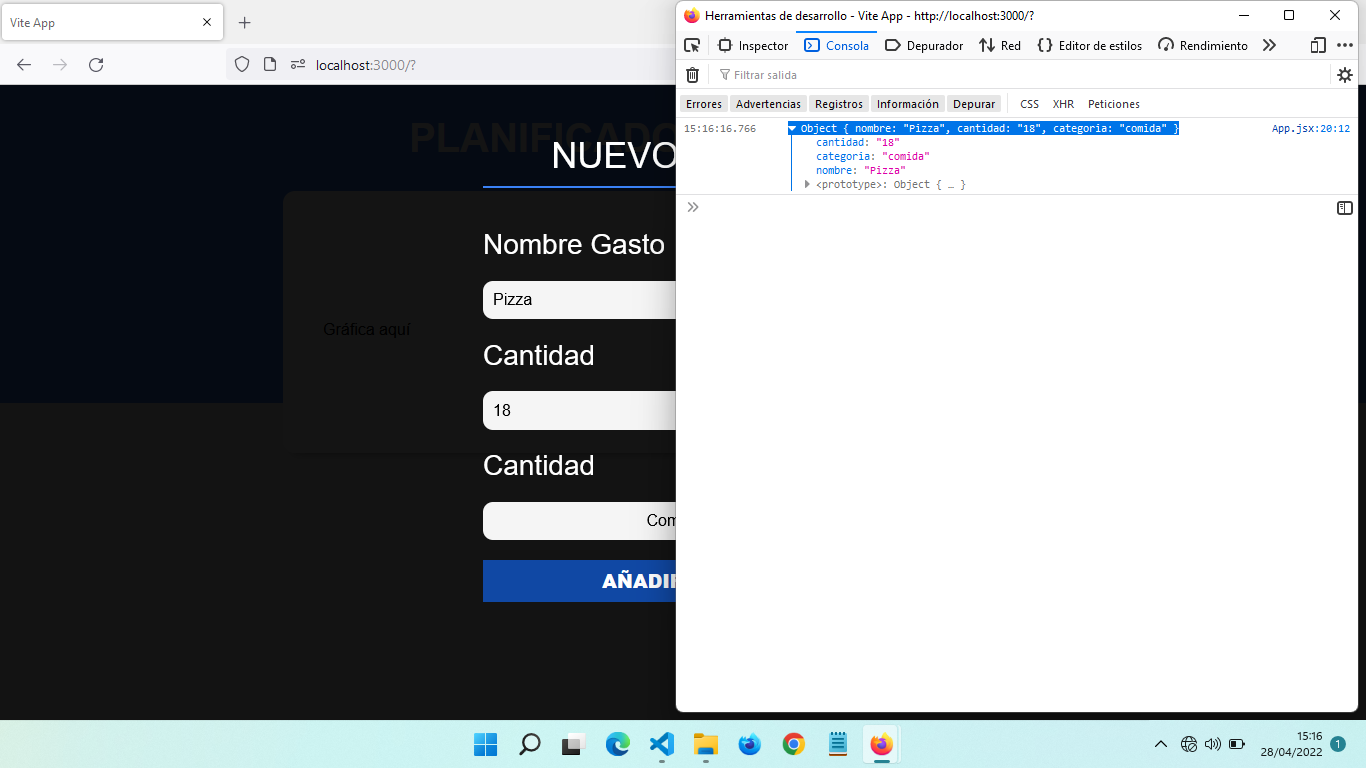 Vite App
localhost:3000/?
PLANIFICADO
NUEVO
Nombre Gasto
Pizza
Gráfica aquí
Cantidad
18
Cantidad
Com
AÑADIR
Herramientas de desarrollo - Vite App - http://localhost:3000/?
Inspector Consola Depurador Red Editor de estilos Rendimiento
Filtrar salida
Errores Advertencias Registros Información Depurar CSS XHR Peticiones
15:16:16.766 Object { nombre: "Pizza", cantidad: "18", categoria: "comida" } App.jsx:20:12
cantidad: "18"
categoria: "comida"
nombre: "Pizza"
<prototype>: Object { … }
15:16
28/04/2022
1